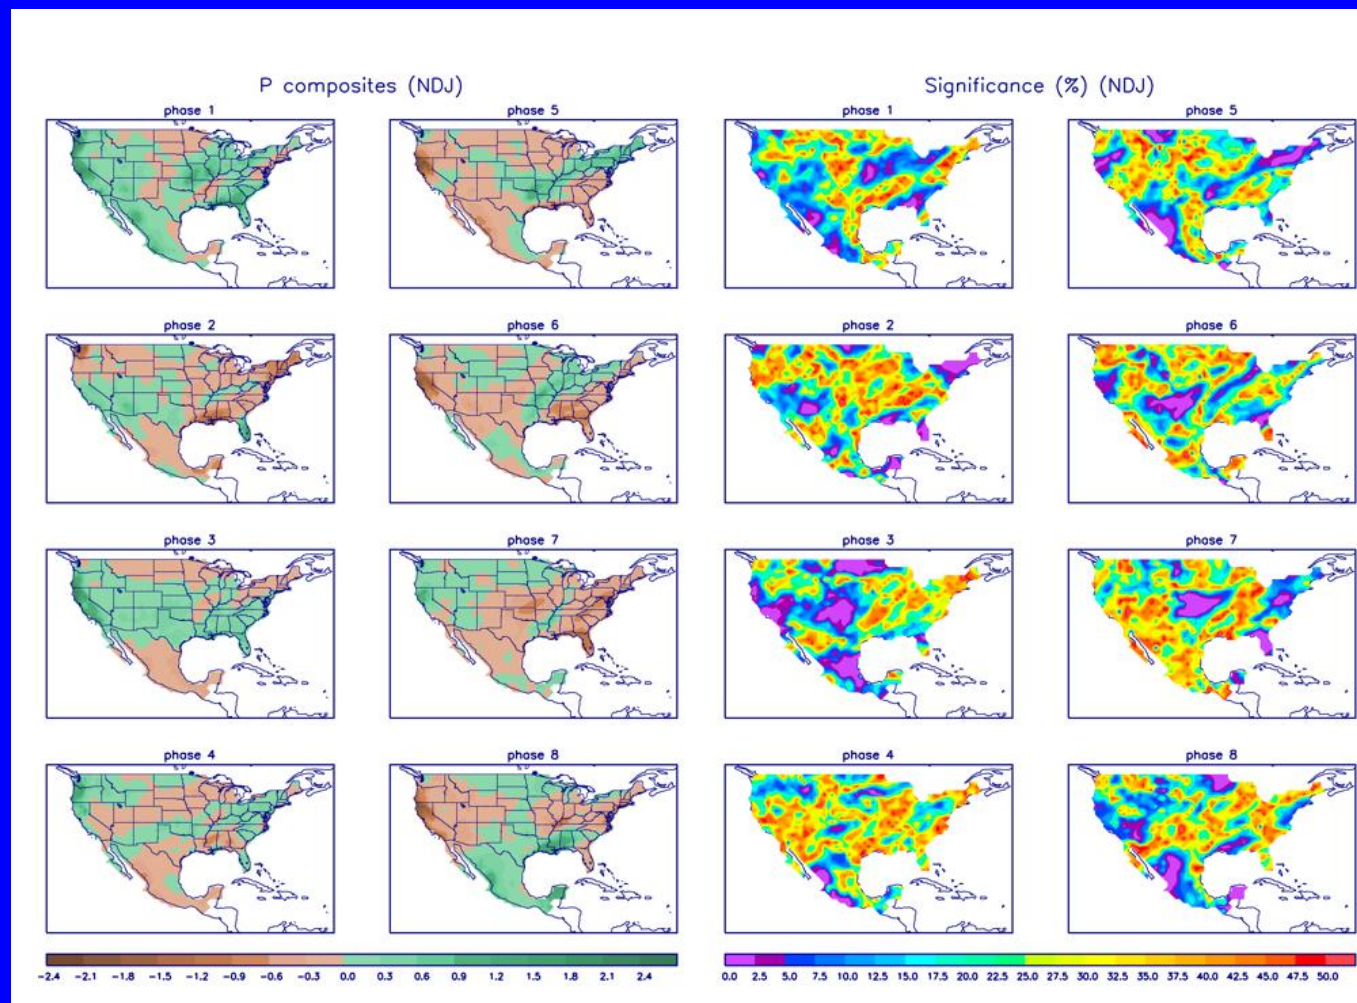 P composites (NDJ)
Significance (%) (NDJ)
phase 1
phase 5
phase 1
phase 5
phase 2
phase 6
phase 2
phase 6
phase 3
phase 7
phase 3
phase 7
phase 4
phase 8
phase 4
phase 8
-2.4 -2.1 -1.8 -1.5 -1.2 -0.9 -0.6 -0.3 0.0 0.3 0.6 0.9 1.2 1.5 1.8 2.1 2.4
0.0 2.5 5.0 7.5 10.0 12.5 15.0 17.5 20.0 22.5 25.0 27.5 30.0 32.5 35.0 37.5 40.0 42.5 45.0 47.5 50.0